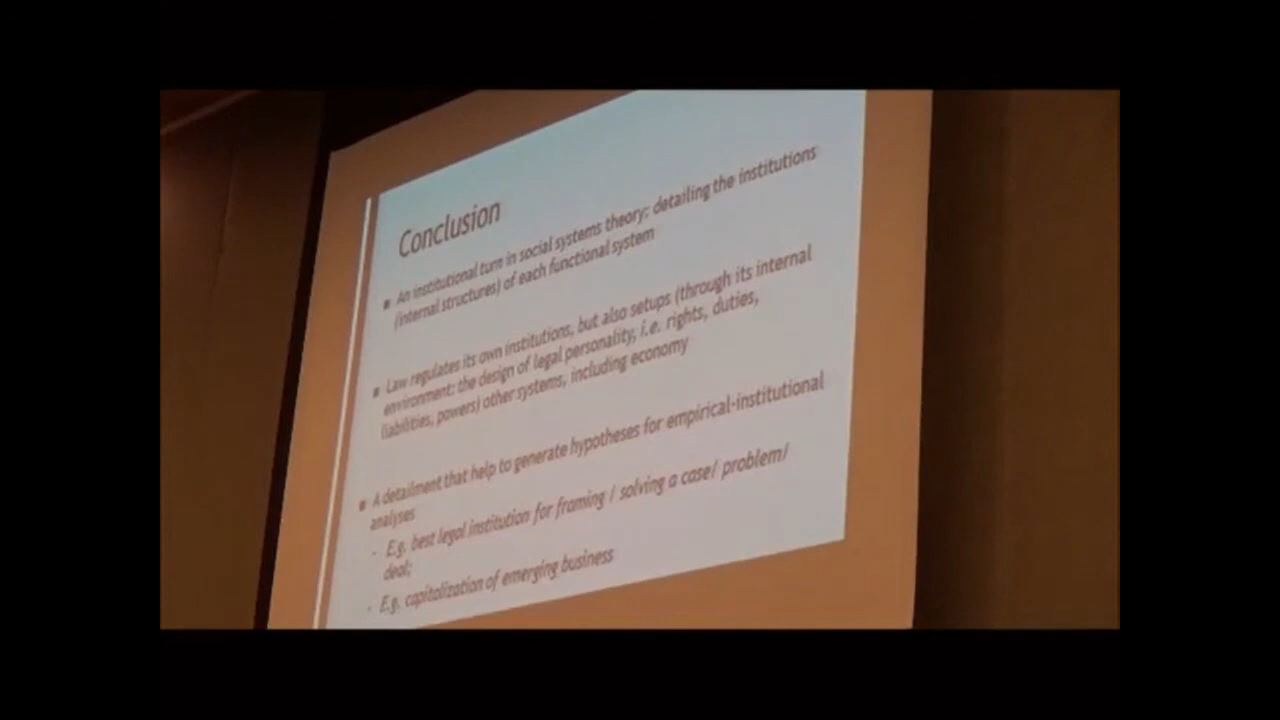 Conclusion
▪ An institutional turn in social systems theory: detailing the institutions
(internal structures) of each functional system
▪ Law regulates its own institutions, but also setups (through its internal
environment: the design of legal personality, i.e. rights, duties,
liabilities, powers) other systems, including economy
▪ A detailment that help to generate hypotheses for empirical-institutional
analyses
- E.g. best legal institution for framing / solving a case/ problem/
deal;
- E.g. capitalization of emerging business